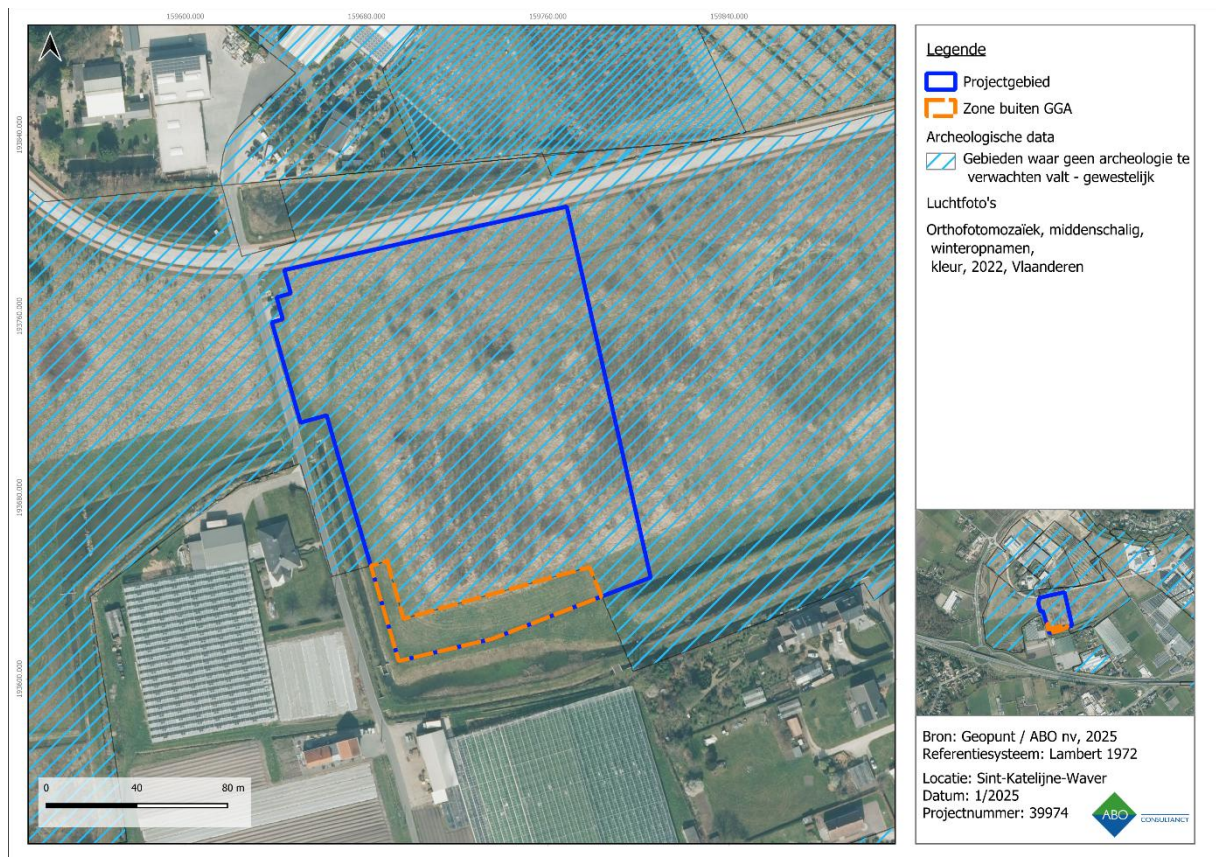 159600.000
159680.000
159760.000
159840.000
193840.000
193760.000
193680.000
193600.000
0
40
80 m
Legende
Projectgebied
Zone buiten GGA
Archeologische data
Gebieden waar geen archeologie te
verwachten valt - gewestelijk
Luchtfoto's
Orthofotomozaïek, middenschalig,
winteropnamen,
kleur, 2022, Vlaanderen
Bron: Geopunt / ABO nv, 2025
Referentiesysteem: Lambert 1972
Locatie: Sint-Katelijne-Waver
Datum: 1/2025
Projectnummer: 39974
ABO
CONSULTANCY